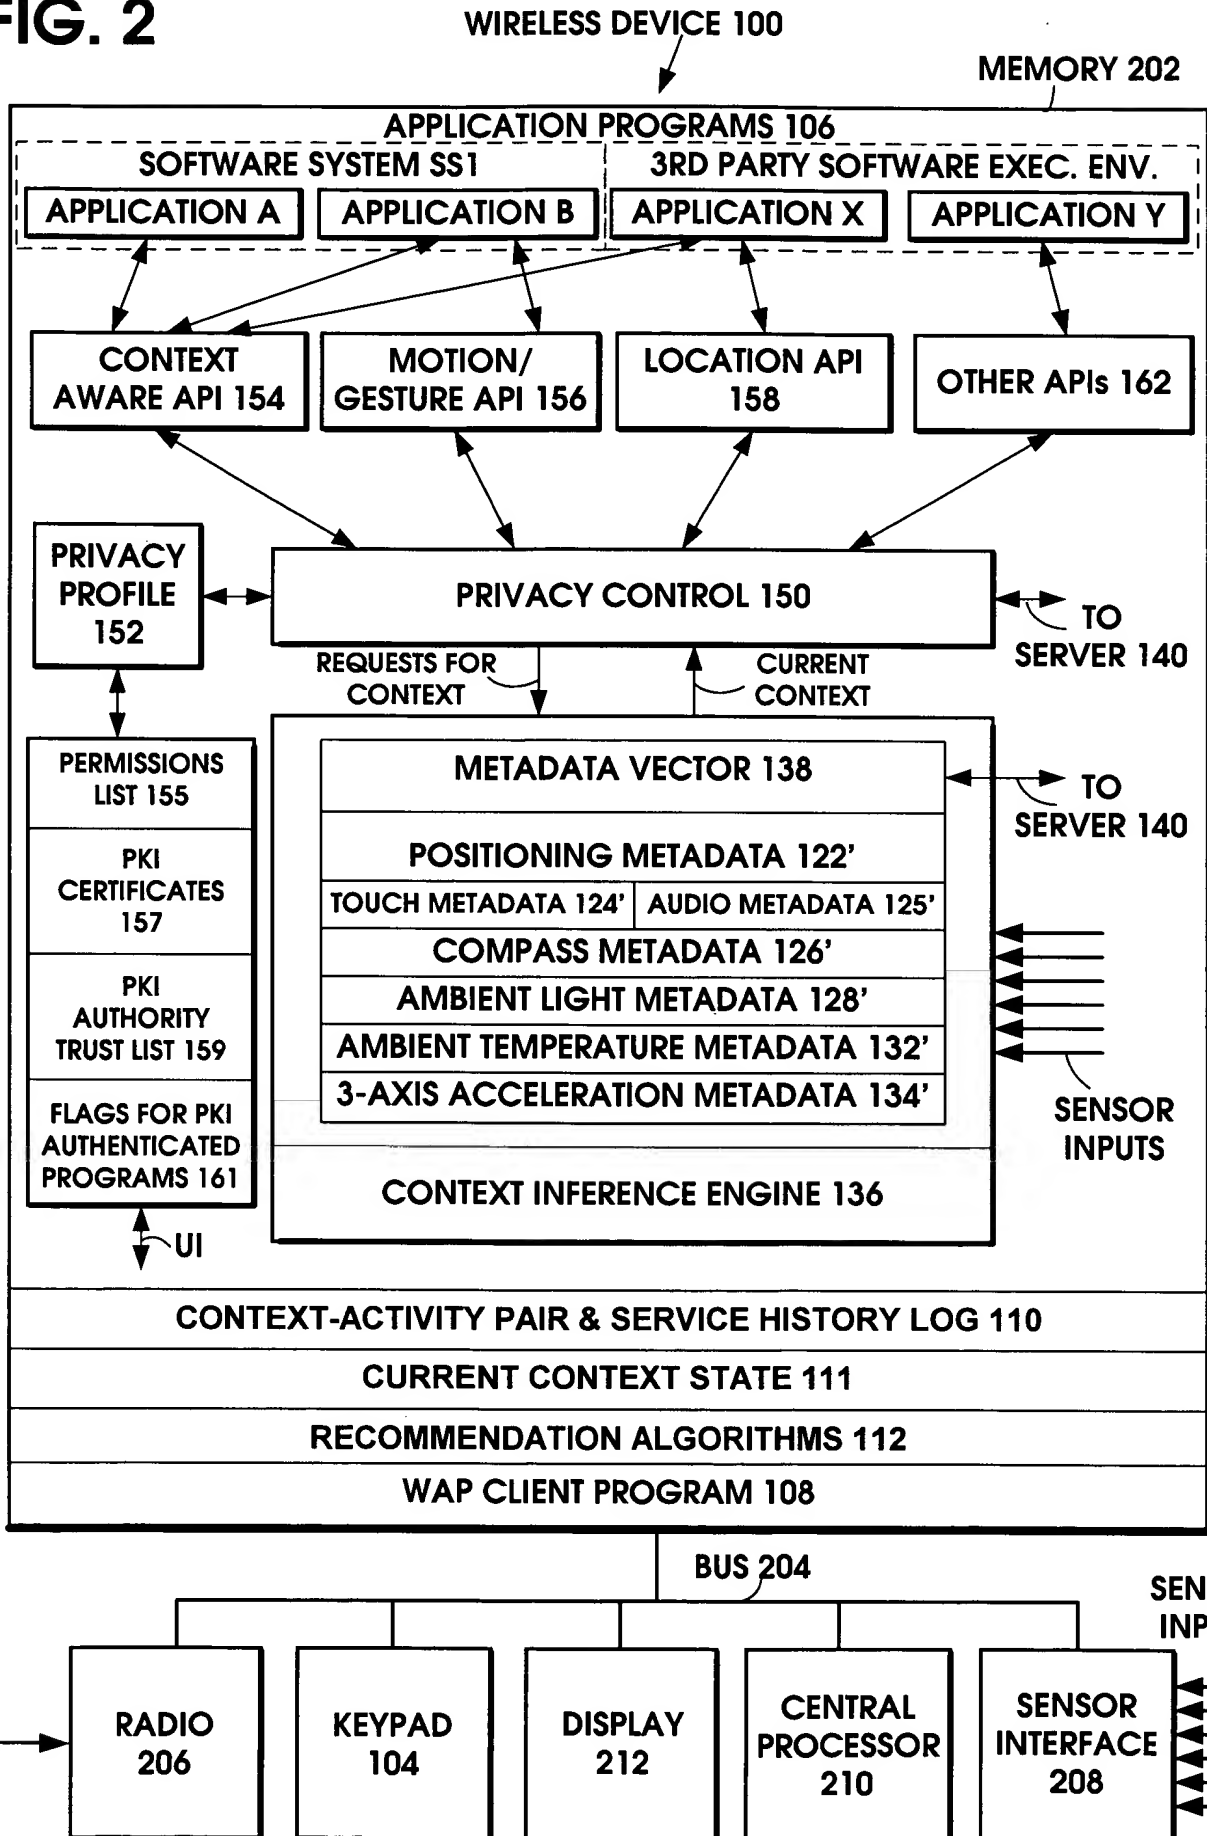 FIG. 2
WIRELESS DEVICE 100
MEMORY 202
APPLICATION PROGRAMS 106
SOFTWARE SYSTEM SS1
3RD PARTY SOFTWARE EXEC. ENV.
APPLICATION A
APPLICATION B
APPLICATION X
APPLICATION Y
CONTEXT
AWARE API 154
MOTION/
GESTURE API 156
LOCATION API
158
OTHER APIs 162
PRIVACY
PROFILE
152
PRIVACY CONTROL 150
TO
SERVER 140
REQUESTS FOR
CONTEXT
CURRENT
CONTEXT
PERMISSIONS
LIST 155
PKI
CERTIFICATES
157
PKI
AUTHORITY
TRUST LIST 159
FLAGS FOR PKI
AUTHENTICATED
PROGRAMS 161
UI
METADATA VECTOR 138
TO
SERVER 140
POSITIONING METADATA 122'
TOUCH METADATA 124'
AUDIO METADATA 125'
COMPASS METADATA 126'
AMBIENT LIGHT METADATA 128'
AMBIENT TEMPERATURE METADATA 132'
3-AXIS ACCELERATION METADATA 134'
SENSOR
INPUTS
CONTEXT INFERENCE ENGINE 136
CONTEXT-ACTIVITY PAIR & SERVICE HISTORY LOG 110
CURRENT CONTEXT STATE 111
RECOMMENDATION ALGORITHMS 112
WAP CLIENT PROGRAM 108
BUS 204
SEN
INP
RADIO
206
KEYPAD
104
DISPLAY
212
CENTRAL
PROCESSOR
210
SENSOR
INTERFACE
208